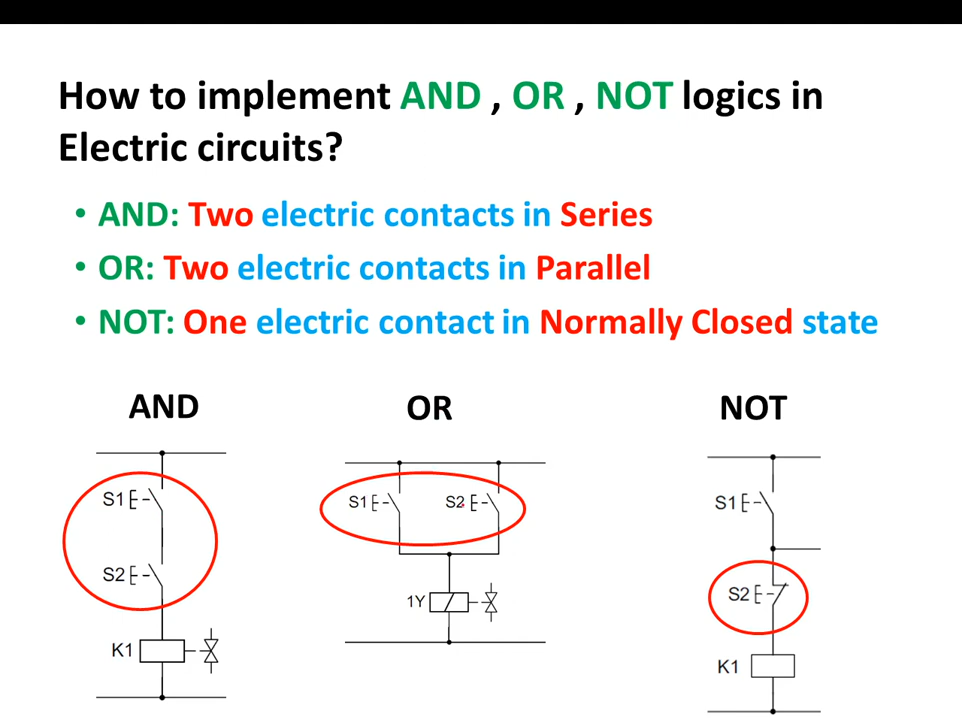 How to implement AND , OR , NOT logics in
Electric circuits?
• AND: Two electric contacts in Series
• OR: Two electric contacts in Parallel
• NOT: One electric contact in Normally Closed state
AND
OR
NOT
S1
S2
K1
S1
S2
1Y
S1
S2
K1